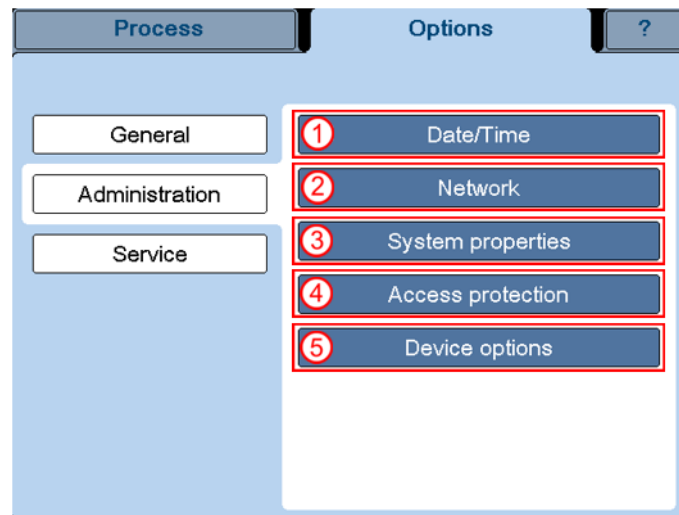 Process Options ?
General
Administration
Service
1 Date/Time
2 Network
3 System properties
4 Access protection
5 Device options